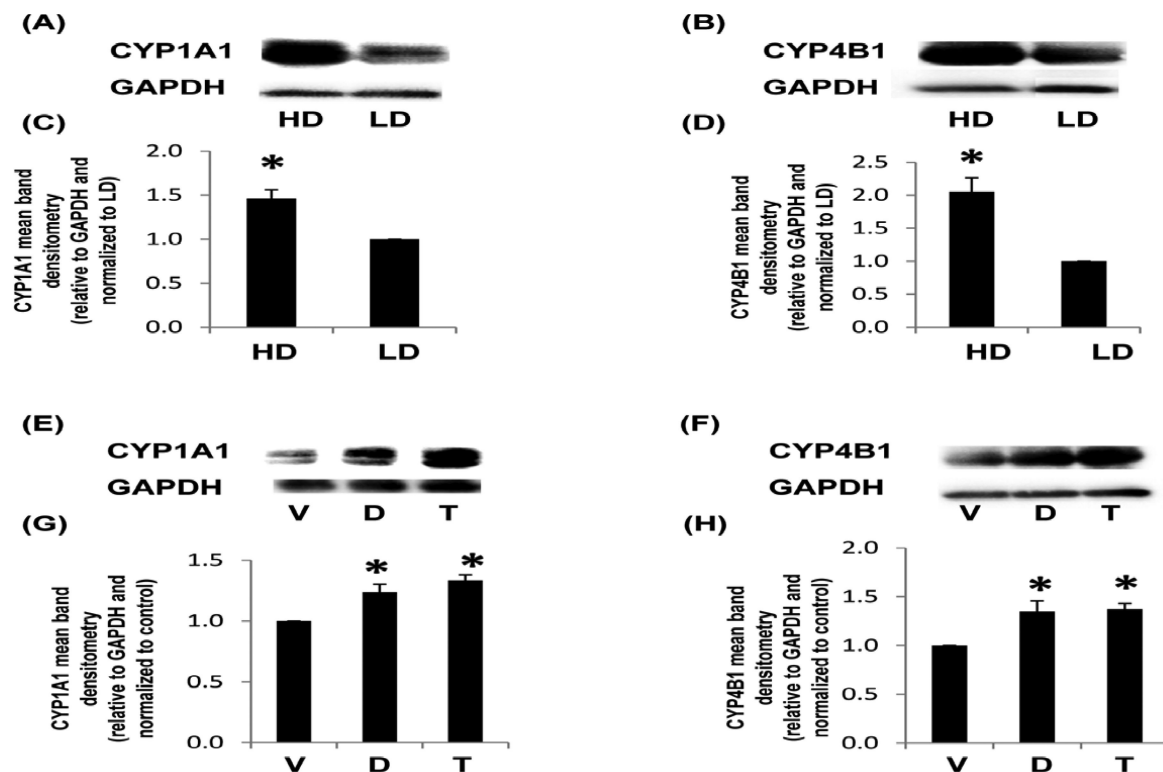 (A)
CYP1A1
GAPDH
HD LD
(B)
CYP4B1
GAPDH
HD LD
(C)
CYP1A1 mean band
densitometry
(relative to GAPDH and
normalized to LD)
2.0
1.5
1.0
0.5
0.0
*
HD LD
(D)
CYP4B1 mean band
densitometry
(relative to GAPDH and
normalized to LD)
2.5
2.0
1.5
1.0
0.5
0.0
*
HD LD
(E)
CYP1A1
GAPDH
V D T
(F)
CYP4B1
GAPDH
V D T
(G)
CYP1A1 mean band
densitometry
(relative to GAPDH and
normalized to control)
1.5
1.0
0.5
0.0
* *
V D T
(H)
CYP4B1 mean band
densitometry
(relative to GAPDH and
normalized to control)
2.0
1.5
1.0
0.5
0.0
* *
V D T